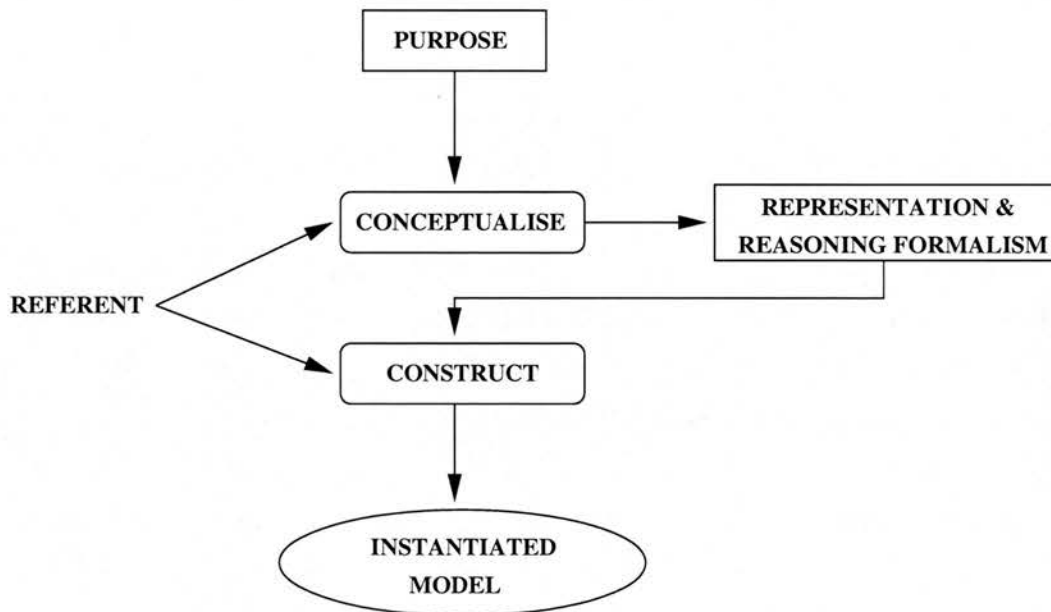 PURPOSE
CONCEPTUALISE
REPRESENTATION &
REASONING FORMALISM
REFERENT
CONSTRUCT
INSTANTIATED
MODEL